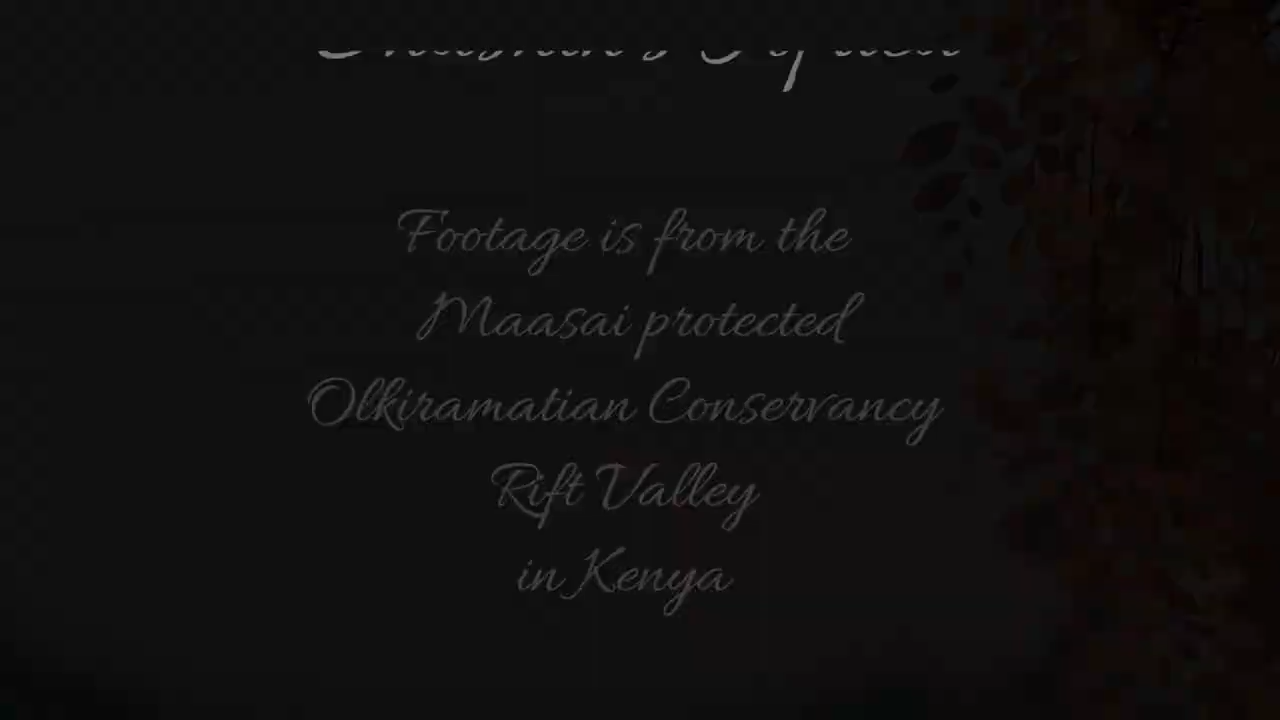 Footage is from the
Maasai protected
Olkiramatian Conservancy
Rift Valley
in Kenya